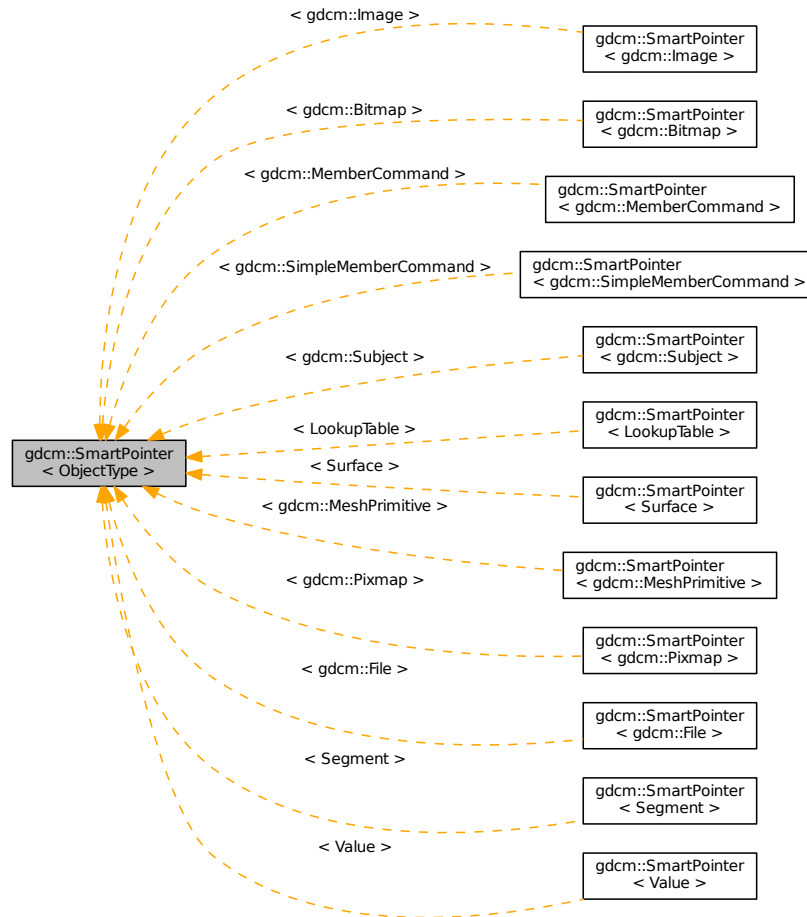 < gdcm::Image >
gdcm::SmartPointer
< gdcm::Image >
< gdcm::Bitmap >
gdcm::SmartPointer
< gdcm::Bitmap >
< gdcm::MemberCommand >
gdcm::SmartPointer
< gdcm::MemberCommand >
< gdcm::SimpleMemberCommand >
gdcm::SmartPointer
< gdcm::SimpleMemberCommand >
< gdcm::Subject >
gdcm::SmartPointer
< gdcm::Subject >
< LookupTable >
gdcm::SmartPointer
< LookupTable >
gdcm::SmartPointer
< ObjectType >
< Surface >
gdcm::SmartPointer
< Surface >
< gdcm::MeshPrimitive >
gdcm::SmartPointer
< gdcm::MeshPrimitive >
< gdcm::Pixmap >
gdcm::SmartPointer
< gdcm::Pixmap >
< gdcm::File >
gdcm::SmartPointer
< gdcm::File >
< Segment >
gdcm::SmartPointer
< Segment >
< Value >
gdcm::SmartPointer
< Value >